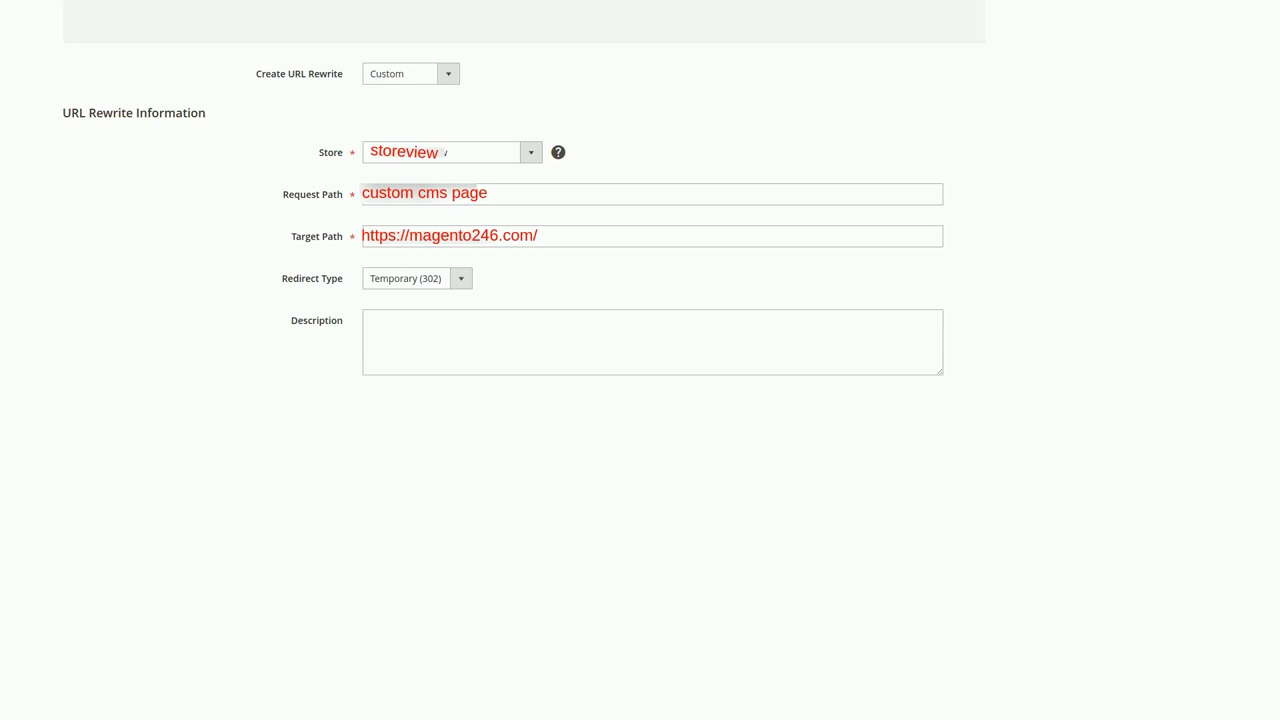 Create URL Rewrite Custom
URL Rewrite Information
Store * storeview
Request Path * custom cms page
Target Path * https://magento246.com/
Redirect Type Temporary (302)
Description